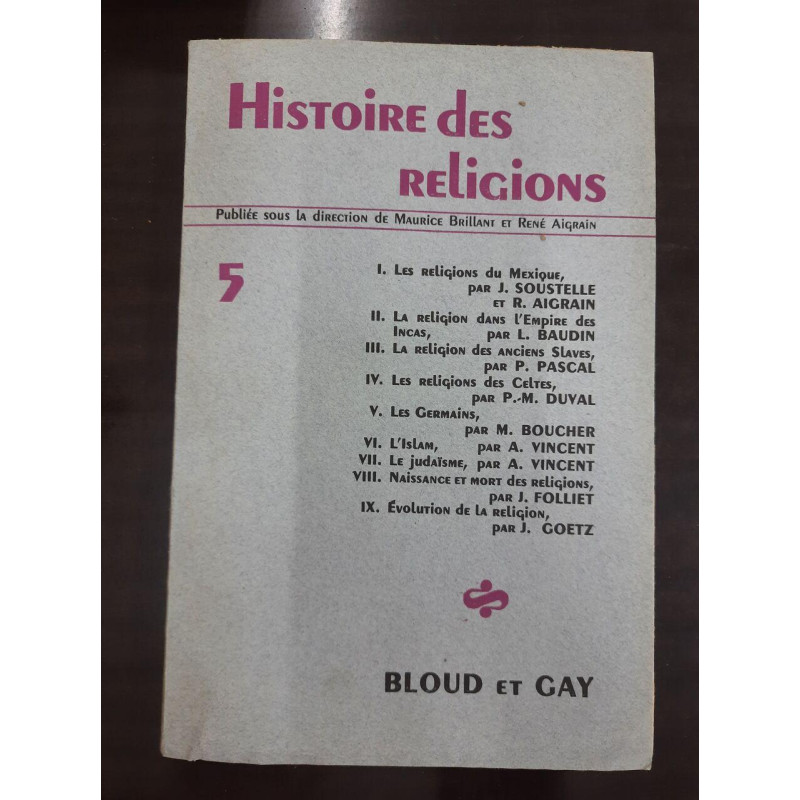 Histoire des
religions
Publiée sous la direction de Maurice Brillant et René Aigrain
5
I. Les religions du Mexique,
par J. SOUSTELLE
et R. AIGRAIN
II. La religion dans l'Empire des
Incas, par L. BAUDIN
III. La religion des anciens Slaves,
par P. PASCAL
IV. Les religions des Celtes,
par P.-M. DUVAL
V. Les Germains,
par M. BOUCHER
VI. L'Islam, par A. VINCENT
VII. Le judaïsme, par A. VINCENT
VIII. Naissance et mort des religions,
par J. FOLLIET
IX. Évolution de la religion,
par J. GOETZ
BLOUD et GAY